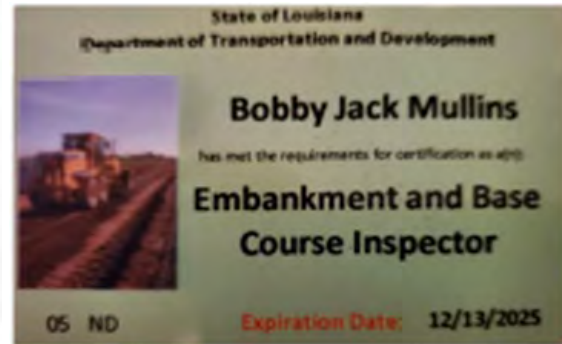 State of Louisiana
Department of Transportation and Development
Bobby Jack Mullins
has met the requirements for certification as a(n):
Embankment and Base
Course Inspector
05 ND
Expiration Date: 12/13/2025